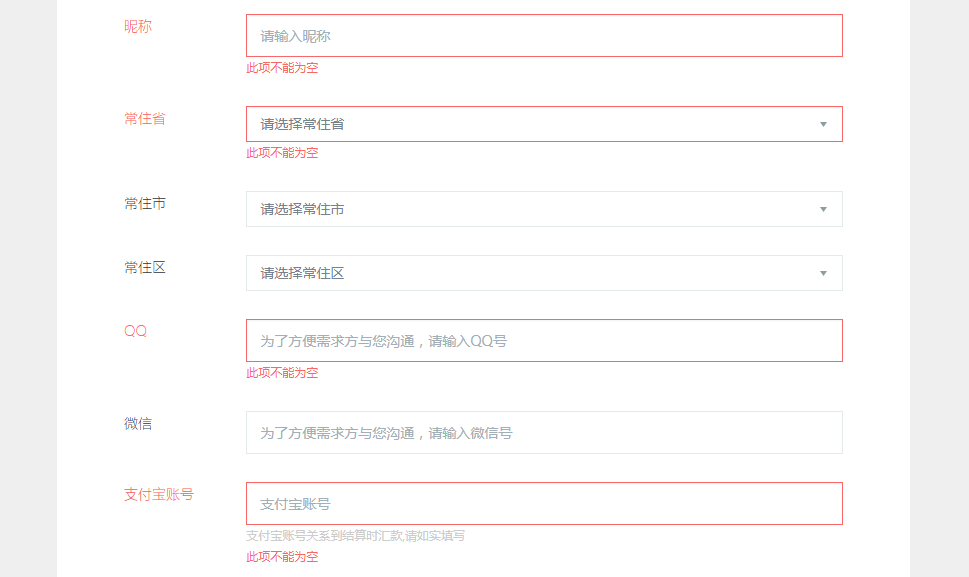 昵称
请输入昵称
此项不能为空
常住省
请选择常住省
此项不能为空
常住市
请选择常住市
常住区
请选择常住区
QQ
为了方便需求方与您沟通，请输入QQ号
此项不能为空
微信
为了方便需求方与您沟通，请输入微信号
支付宝账号
支付宝账号
支付宝账号关系到结算时汇款,请如实填写
此项不能为空